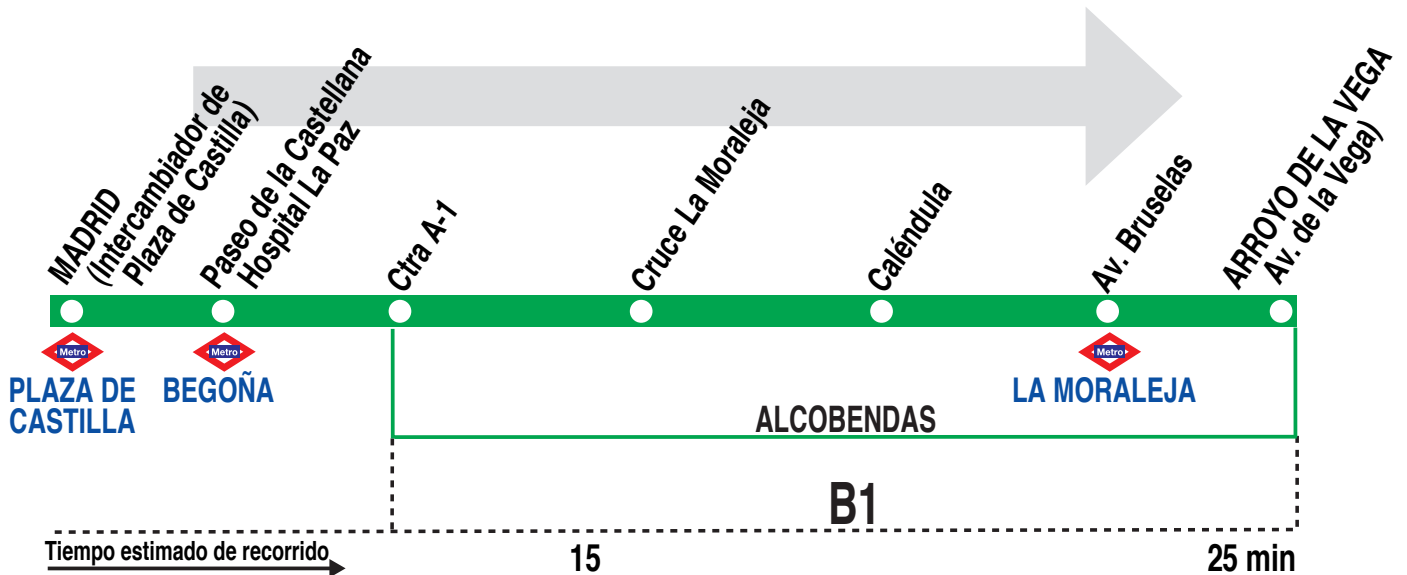 MADRID
(Intercambiador de
Plaza de Castilla)
Paseo de la Castellana
Hospital La Paz
Ctra A-1
Cruce La Moraleja
Caléndula
Av. Bruselas
ARROYO DE LA VEGA
Av. de la Vega)
Metro
PLAZA DE
CASTILLA
Metro
BEGOÑA
Metro
LA MORALEJA
ALCOBENDAS
B1
Tiempo estimado de recorrido
15
25 min